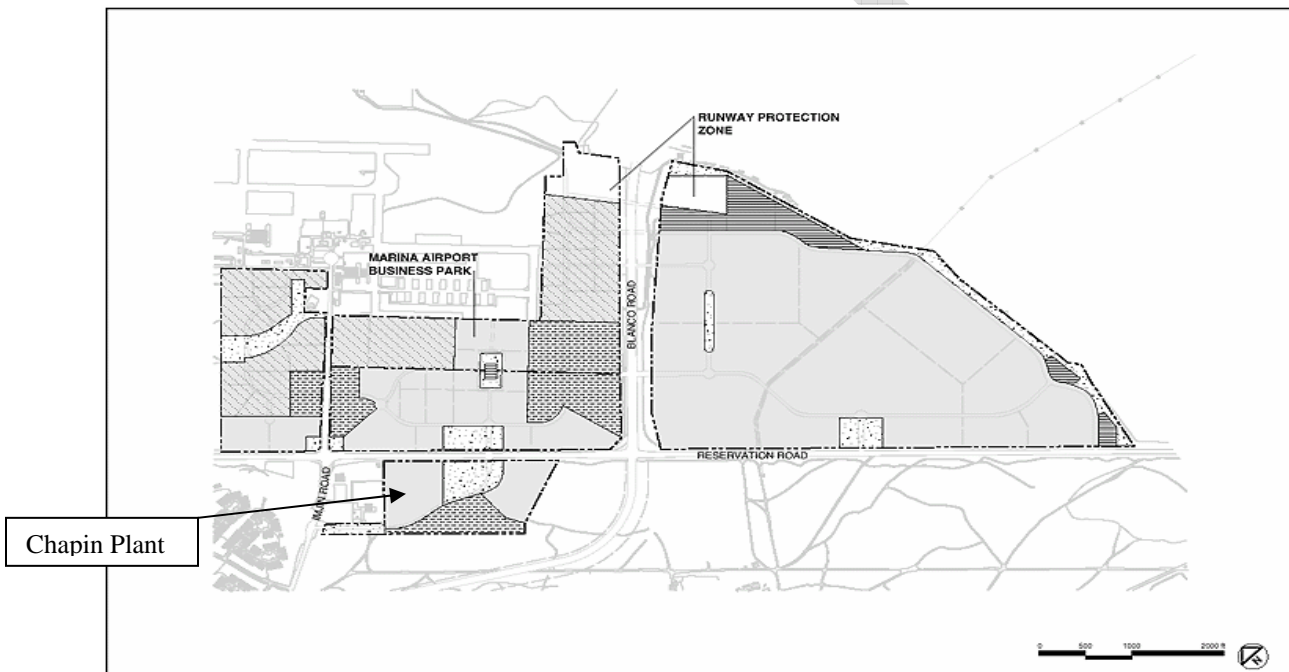 RUNWAY PROTECTION
ZONE
MARINA AIRPORT
BUSINESS PARK
BLANCO ROAD
RESERVATION ROAD
IMJIN ROAD
Chapin Plant
0 500 1000 2000 ft